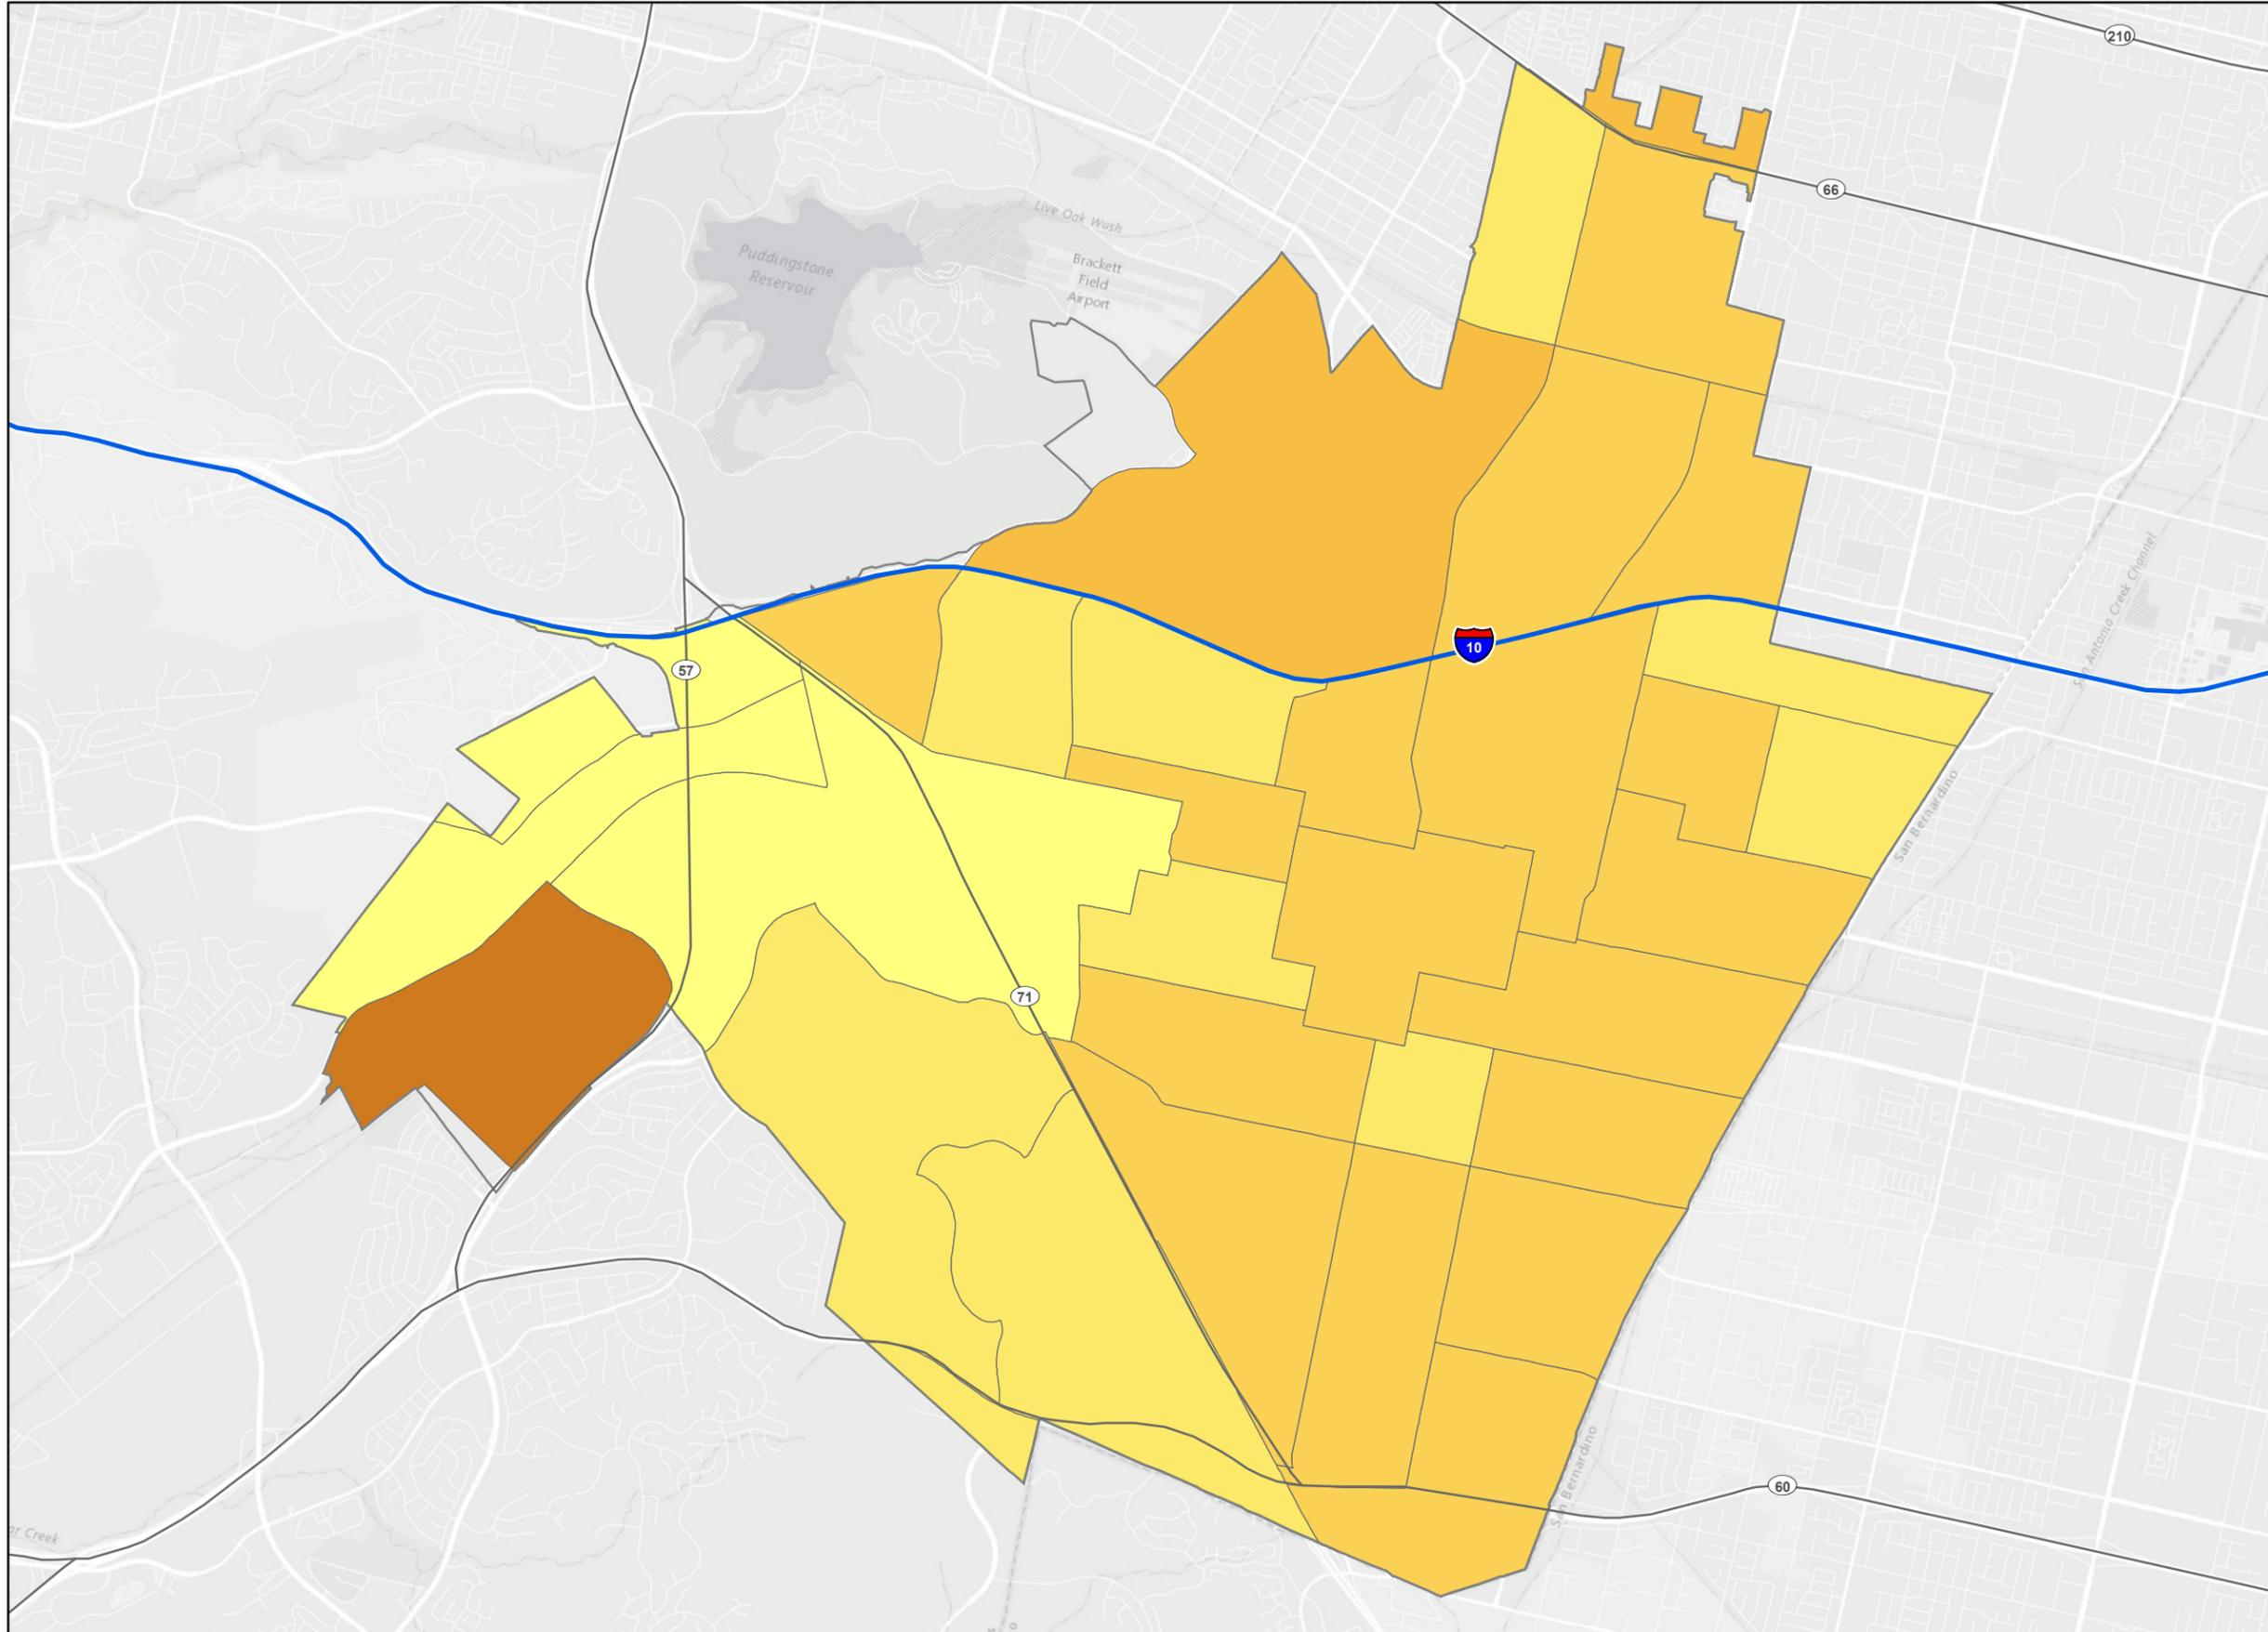 210
66
Live Oak Wash
Puddingstone
Reservoir
Brackett
Field
Airport
San Antonio Creek Channel
10
57
San Bernardino
71
60
San Bernardino
ar Creek